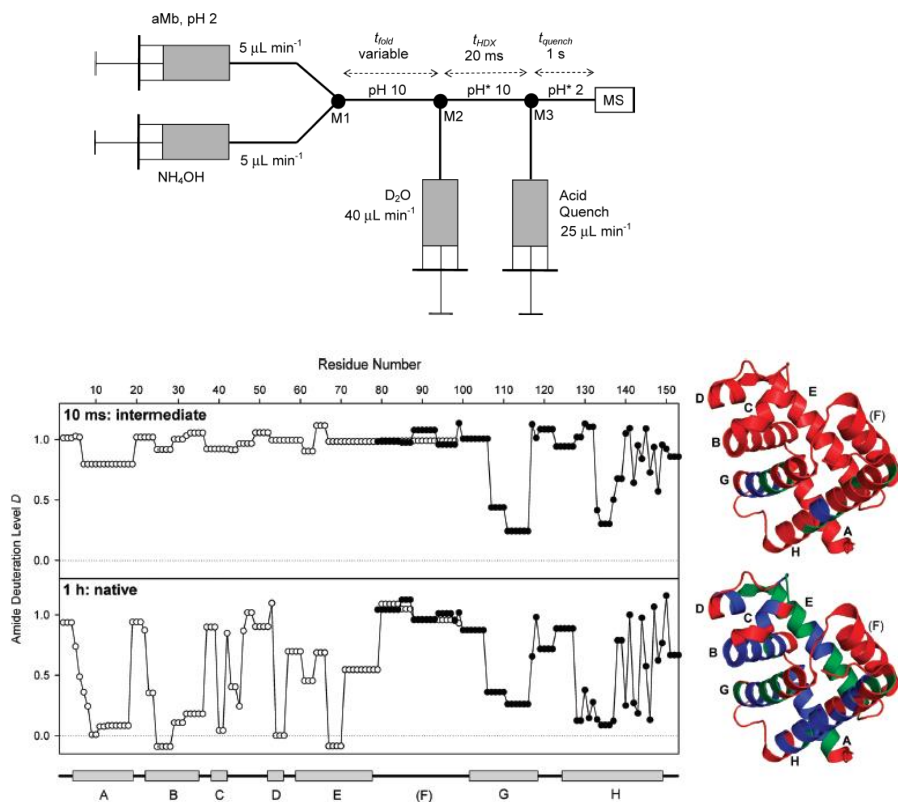 aMb, pH 2
5 μL min-1
tfold
variable
tHDX
20 ms
tquench
1 s
pH 10
pH* 10
pH* 2
MS
M1
M2
M3
5 μL min-1
NH4OH
D2O
40 μL min-1
Acid
Quench
25 μL min-1
Residue Number
10 20 30 40 50 60 70 80 90 100 110 120 130 140 150
10 ms: intermediate
1.0
0.5
0.0
1 h: native
1.0
0.5
0.0
Amide Deuteration Level D
A B C D E (F) G H
D
C
E
(F)
B
G
A
H
D
C
E
(F)
B
G
A
H